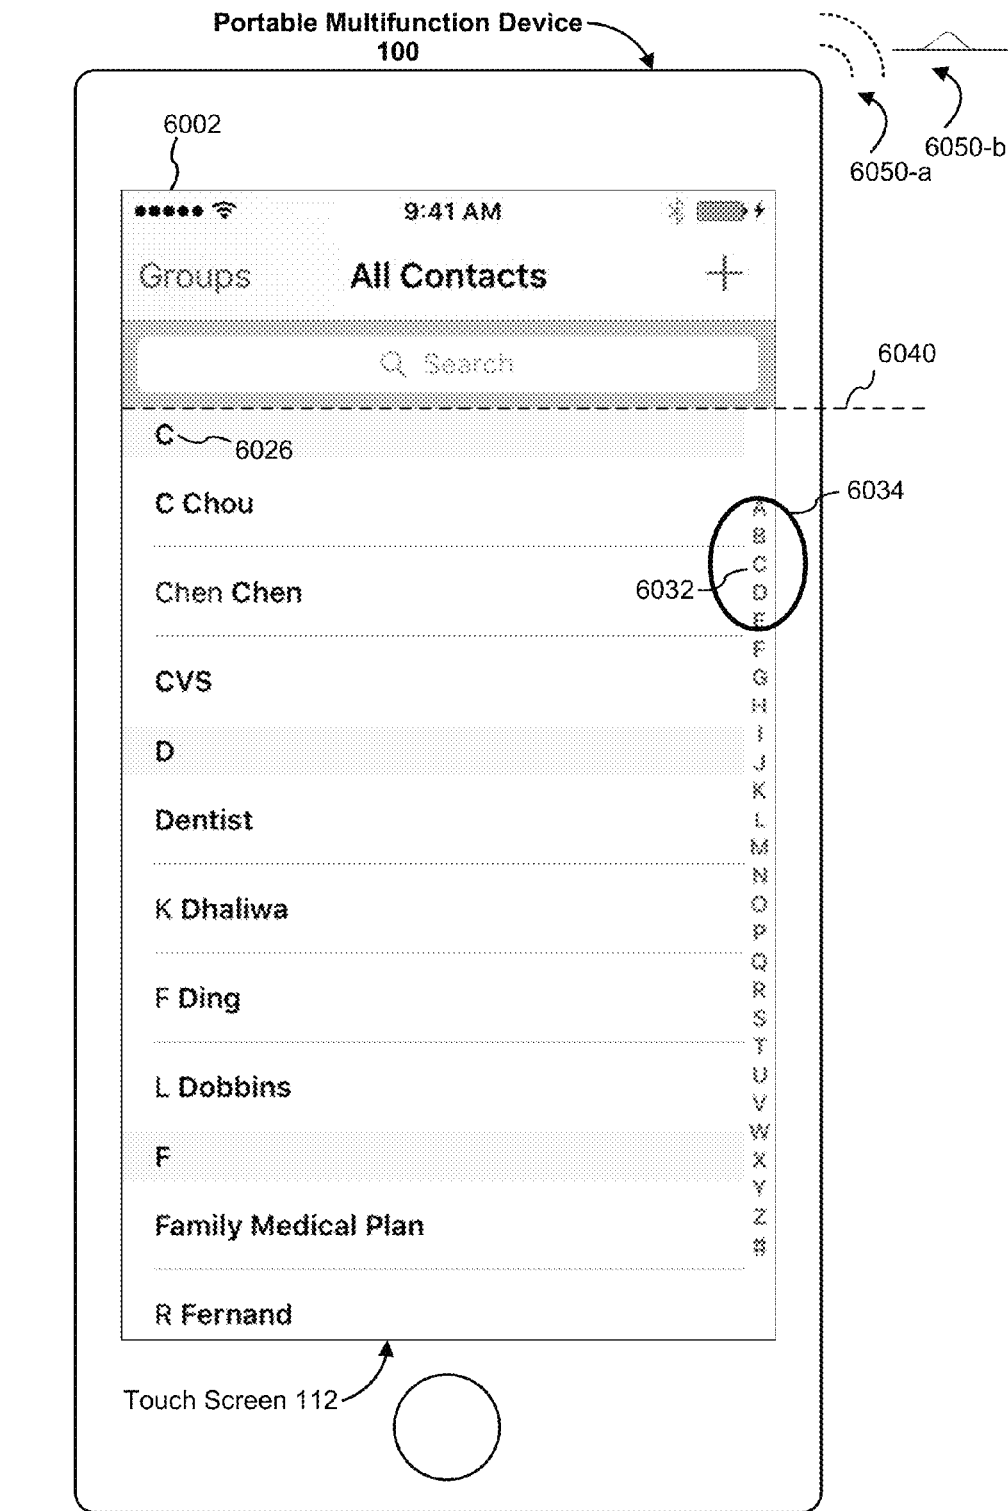 Portable Multifunction Device
100
6050-b
6050-a
6002
9:41 AM
Groups All Contacts +
Search
6040
C 6026
6034
C Chou
6032
Chen Chen
CVS
D
Dentist
K Dhaliwa
F Ding
L Dobbins
F
Family Medical Plan
R Fernand
A
B
C
D
E
F
G
H
I
J
K
L
M
N
O
P
Q
R
S
T
U
V
W
X
Y
Z
#
Touch Screen 112